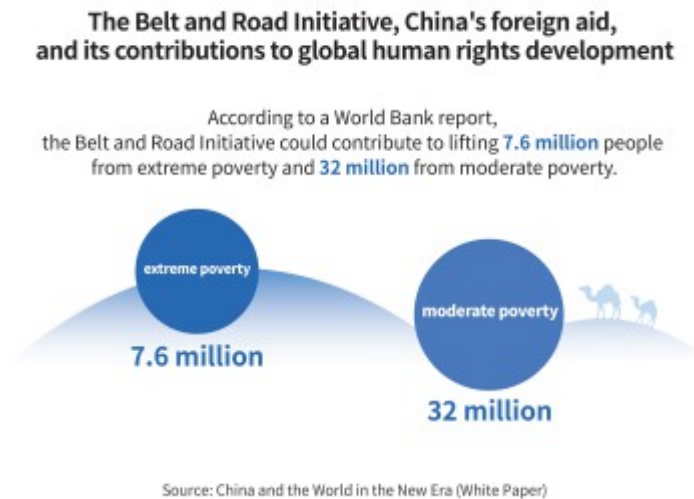 The Belt and Road Initiative, China's foreign aid,
and its contributions to global human rights development
According to a World Bank report,
the Belt and Road Initiative could contribute to lifting 7.6 million people
from extreme poverty and 32 million from moderate poverty.
extreme poverty
7.6 million
moderate poverty
32 million
Source: China and the World in the New Era (White Paper)